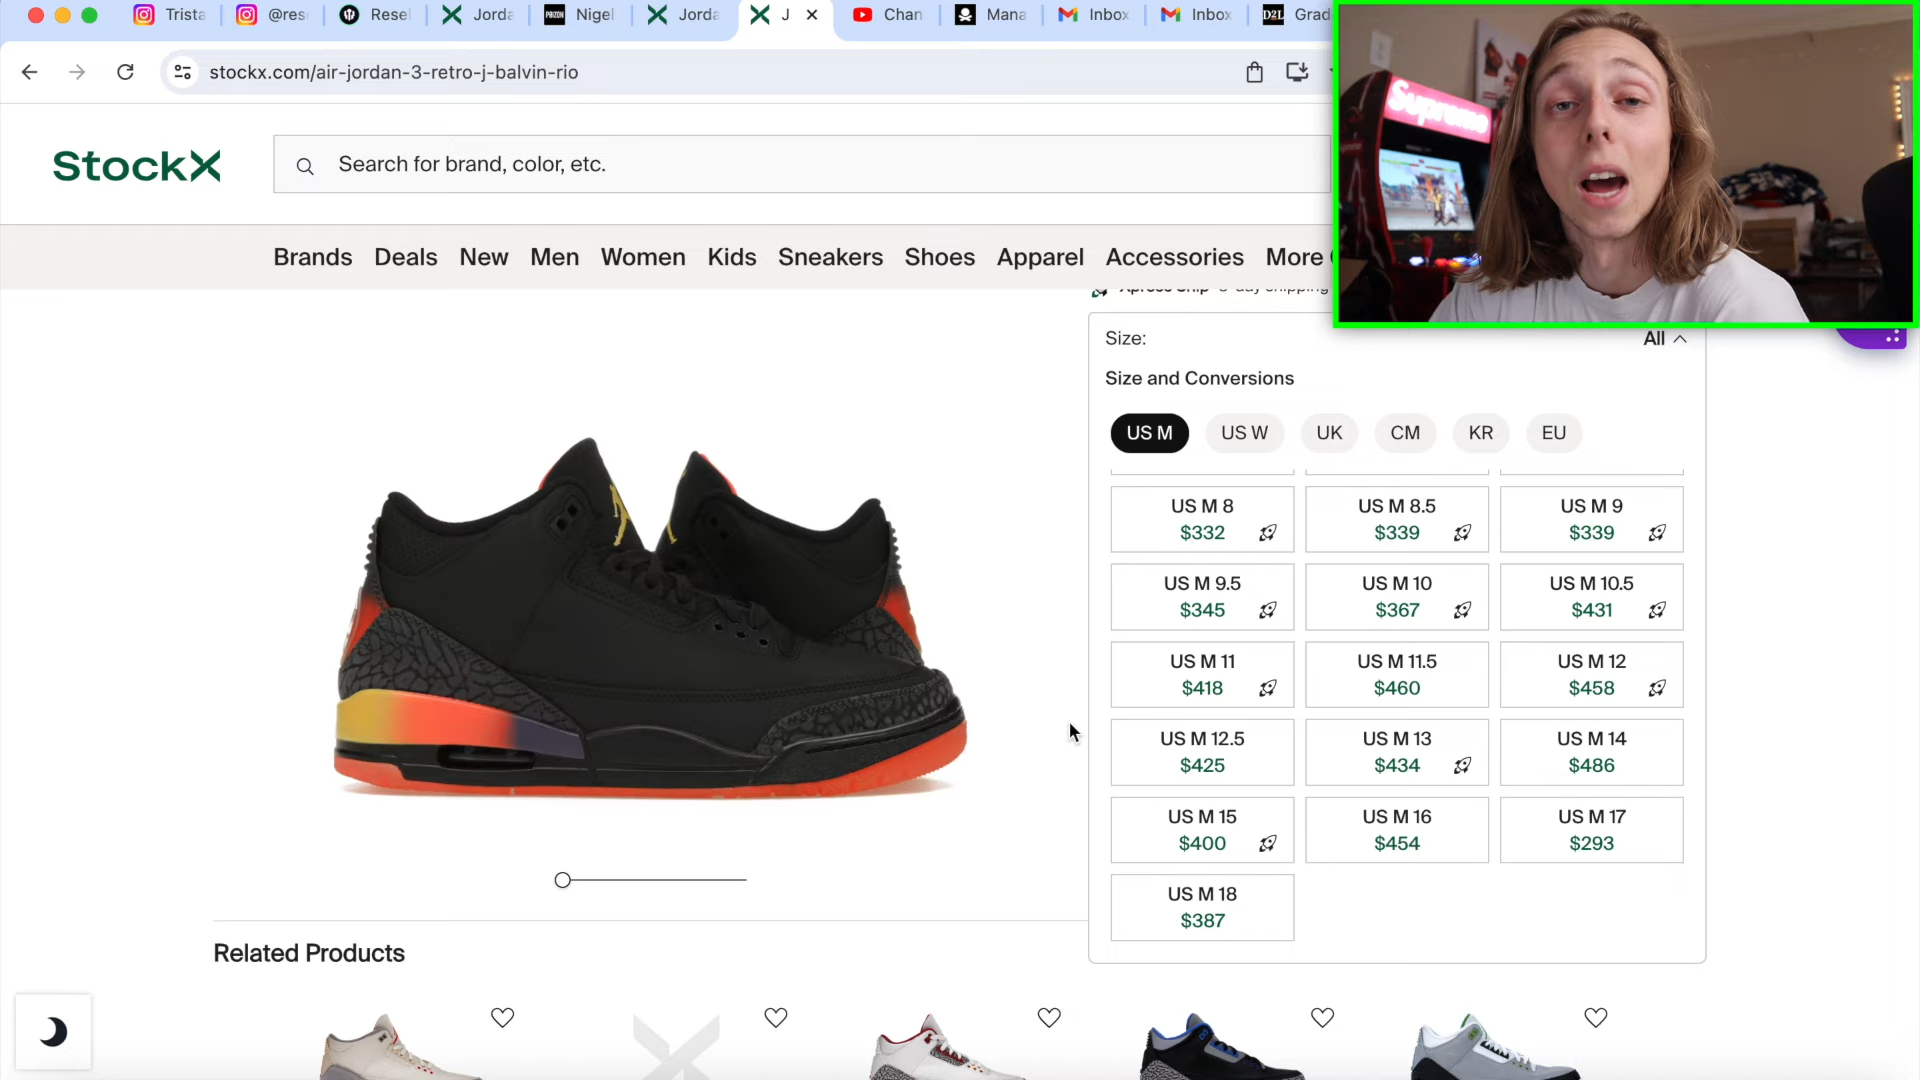 Trista
@res
Resel
Jorda
POIZON Nigel
Jorda
J
Chan
Mana
Inbox
Inbox
D2L Grad
stockx.com/air-jordan-3-retro-j-balvin-rio
StockX
Search for brand, color, etc.
Brands Deals New Men Women Kids Sneakers Shoes Apparel Accessories More
Supreme
Size: All
Size and Conversions
US M US W UK CM KR EU
US M 8 US M 8.5 US M 9
$332 $339 $339
US M 9.5 US M 10 US M 10.5
$345 $367 $431
US M 11 US M 11.5 US M 12
$418 $460 $458
US M 12.5 US M 13 US M 14
$425 $434 $486
US M 15 US M 16 US M 17
$400 $454 $293
US M 18
$387
Related Products